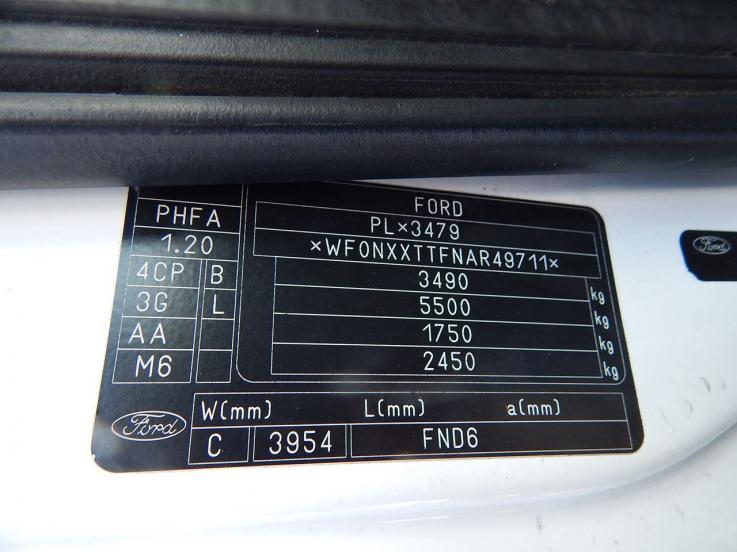 FORD
PL×3479
×WF0NXXTTFNAR49711×
3490 kg
5500 kg
1750 kg
2450 kg
PHFA
1.20
4CP B
3G L
AA
M6
Ford
W(mm) L(mm) a(mm)
C 3954 FND6
Ford